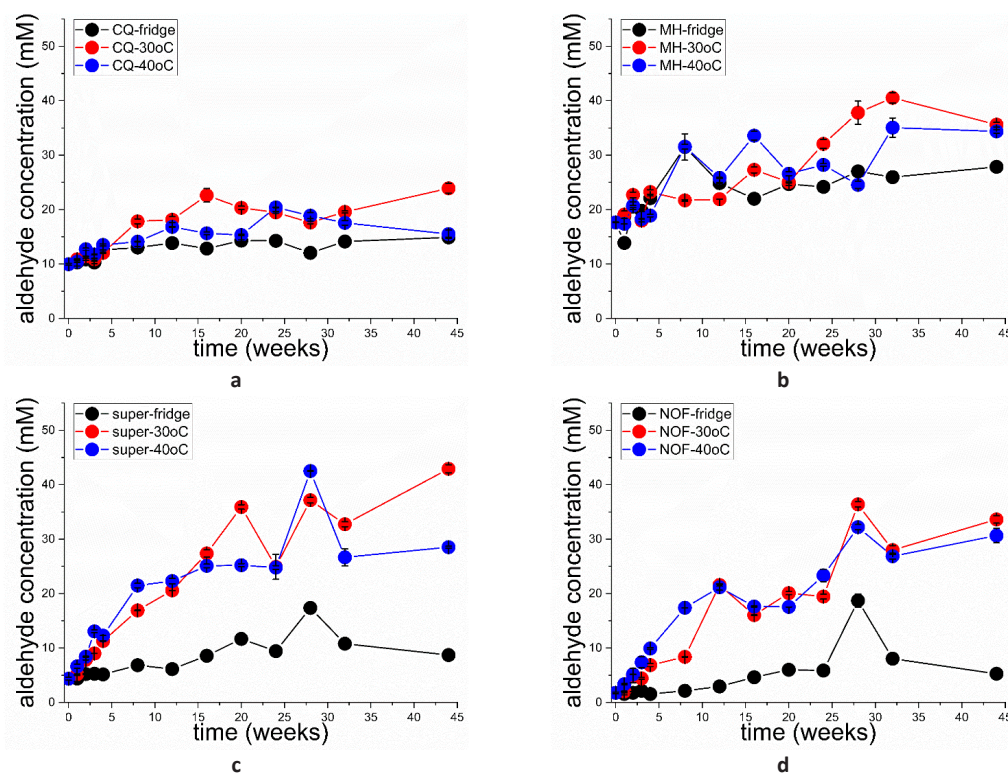 CQ-fridge
CQ-30oC
CQ-40oC
aldehyde concentration (mM)
50
40
30
20
10
0
0 5 10 15 20 25 30 35 40 45
time (weeks)
a
MH-fridge
MH-30oC
MH-40oC
aldehyde concentration (mM)
50
40
30
20
10
0
0 5 10 15 20 25 30 35 40 45
time (weeks)
b
super-fridge
super-30oC
super-40oC
aldehyde concentration (mM)
50
40
30
20
10
0
0 5 10 15 20 25 30 35 40 45
time (weeks)
c
NOF-fridge
NOF-30oC
NOF-40oC
aldehyde concentration (mM)
50
40
30
20
10
0
0 5 10 15 20 25 30 35 40 45
time (weeks)
d